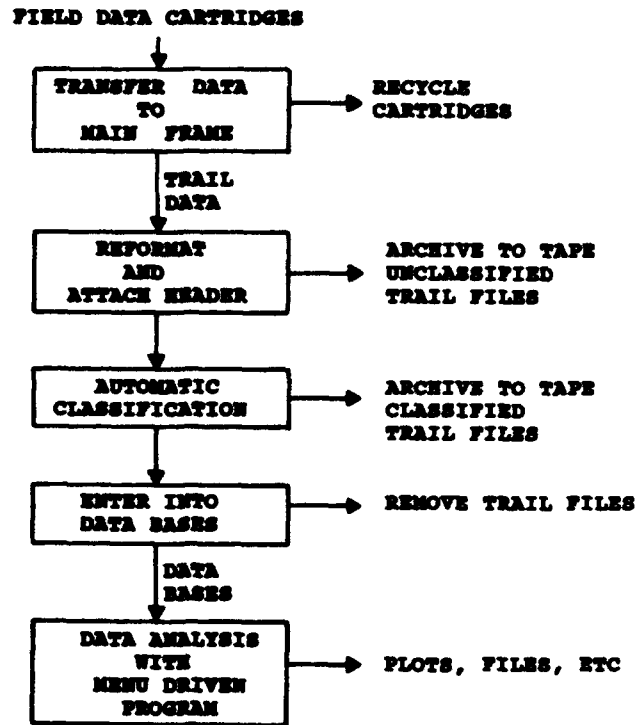 FIELD DATA CARTRIDGES
TRANSFER DATA
TO
MAIN FRAME
RECYCLE
CARTRIDGES
TRAIL
DATA
REFORMAT
AND
ATTACH HEADER
ARCHIVE TO TAPE
UNCLASSIFIED
TRAIL FILES
AUTOMATIC
CLASSIFICATION
ARCHIVE TO TAPE
CLASSIFIED
TRAIL FILES
ENTER INTO
DATA BASES
REMOVE TRAIL FILES
DATA
BASES
DATA ANALYSIS
WITH
MENU DRIVEN
PROGRAM
PLOTS, FILES, ETC